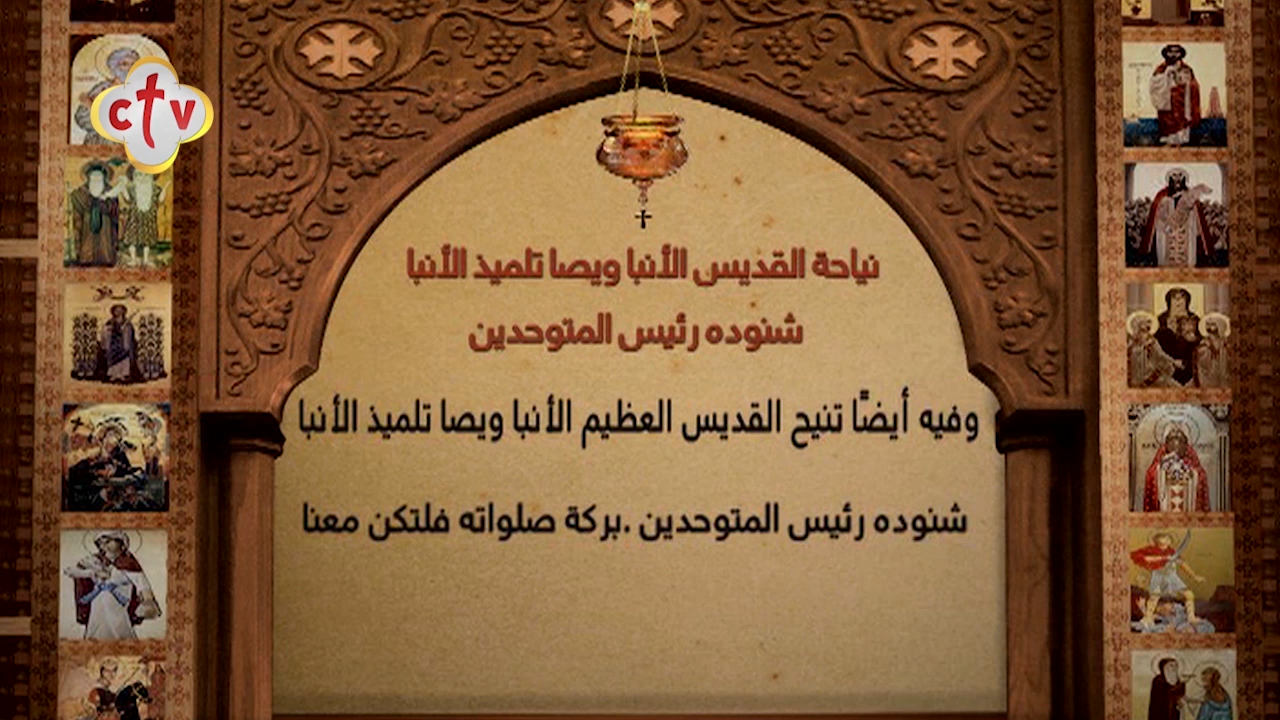 ctv
نياحة القديس الأنبا ويصا تلميذ الأنبا
شنوده رئيس المتوحدين
وفيه أيضًا تنيح القديس العظيم الأنبا ويصا تلميذ الأنبا
شنوده رئيس المتوحدين .بركة صلواته فلتكن معنا